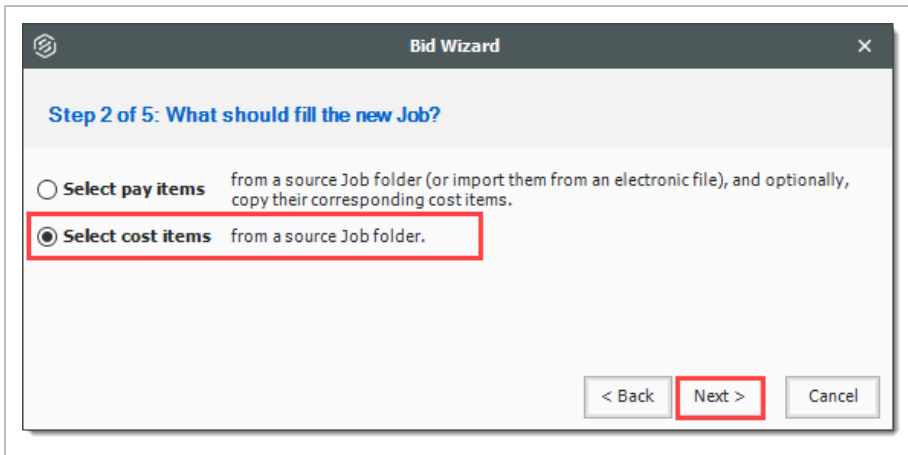 Bid Wizard
Step 2 of 5: What should fill the new Job?
Select pay items from a source Job folder (or import them from an electronic file), and optionally,
copy their corresponding cost items.
Select cost items from a source Job folder.
< Back Next > Cancel